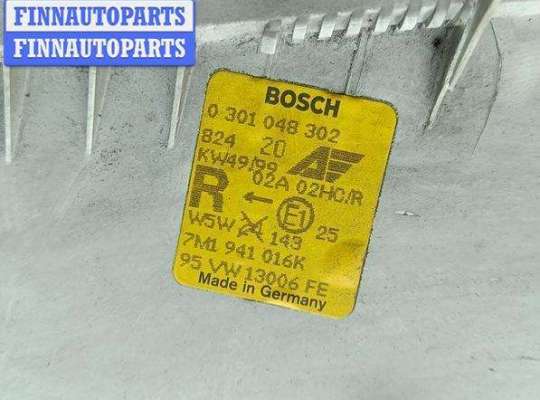 FINNAUTOPARTS
FINNAUTOPARTS
BOSCH
0 301 048 302
824 20
KW49/99
02A 02HC/R
R ← E1 25
W5W 24 143
7M1 941 016K
95 VW 13006 FE
Made in Germany